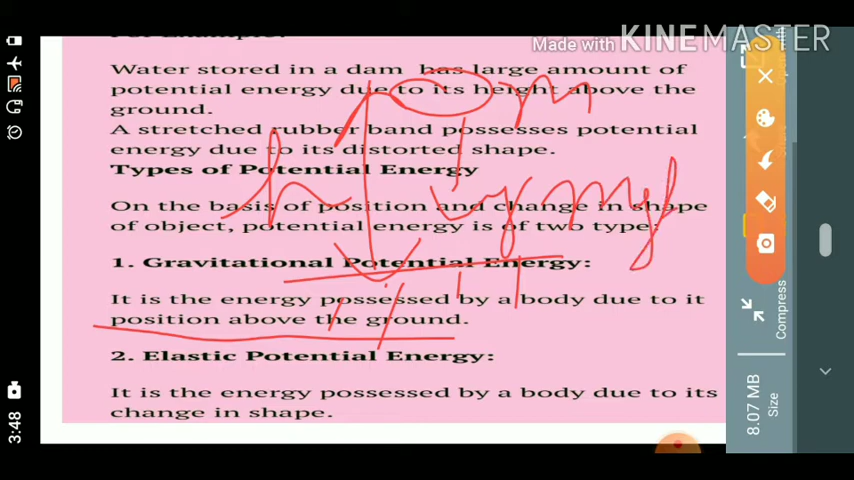 For Example:
Made with KINEMASTER
Water stored in a dam has large amount of
potential energy due to its height above the
ground.
A stretched rubber band possesses potential
energy due to its distorted shape.
Types of Potential Energy
On the basis of position and change in shape
of object, potential energy is of two type:
1. Gravitational Potential Energy:
It is the energy possessed by a body due to it
position above the ground.
2. Elastic Potential Energy:
It is the energy possessed by a body due to its
change in shape.
h
m
g
mgh
Compress
8.07 MB
Size
3:48